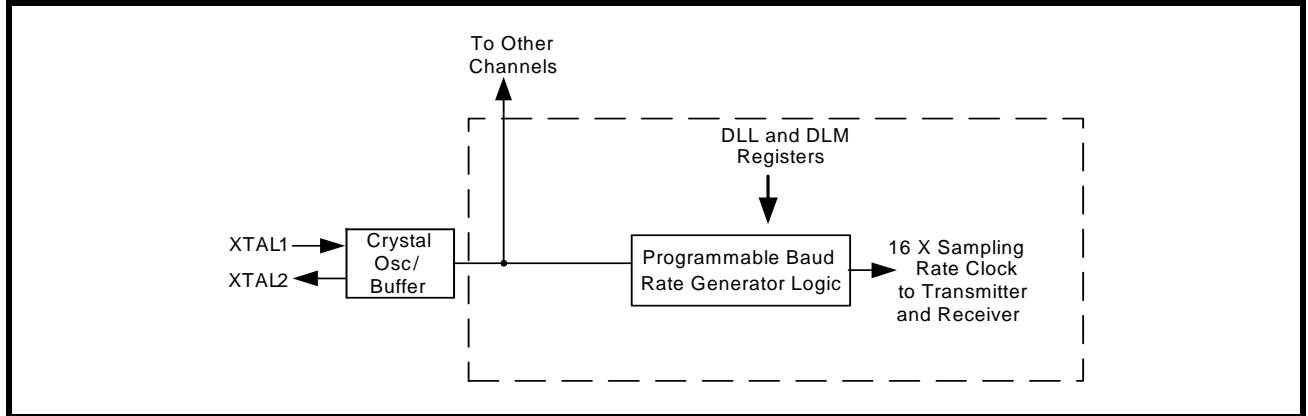 To Other
Channels
DLL and DLM
Registers
XTAL1
XTAL2
Crystal
Osc/
Buffer
Programmable Baud
Rate Generator Logic
16 X Sampling
Rate Clock
to Transmitter
and Receiver